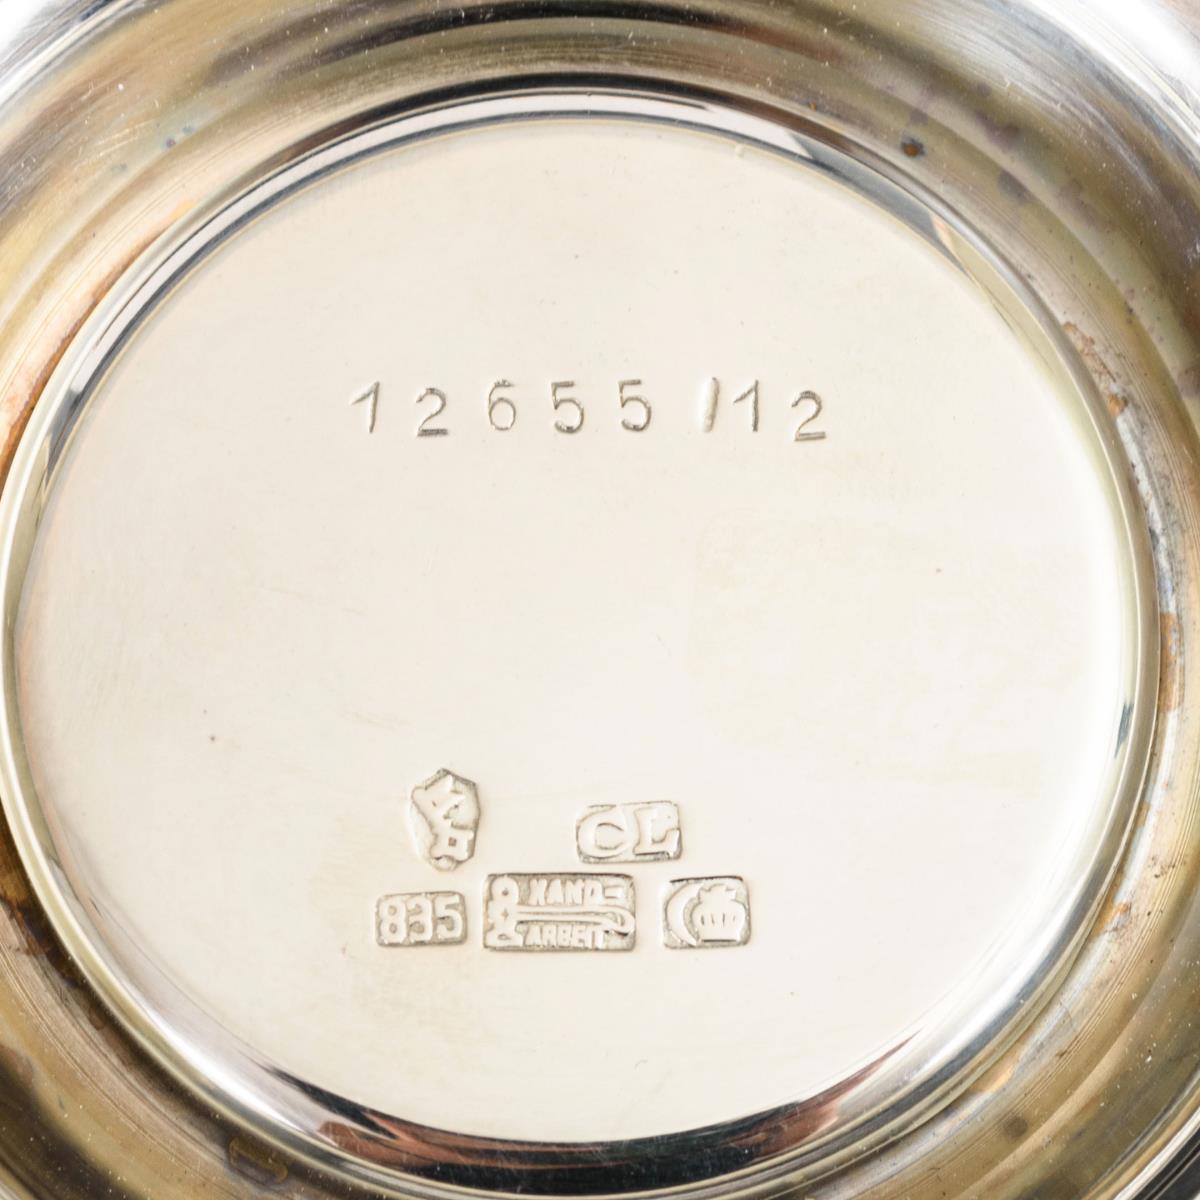 12655/12
CL
835 HAND-
ARBEIT